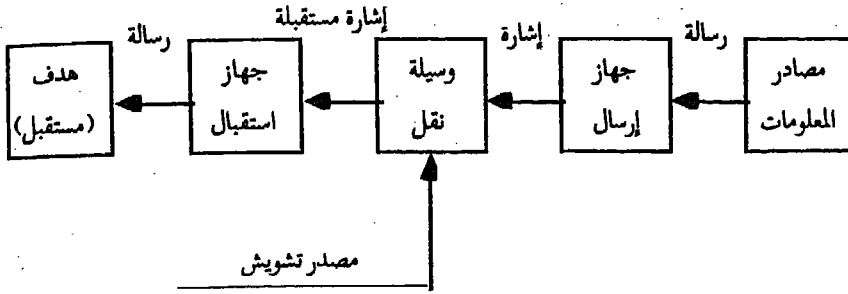 إشارة مستقبلة
رسالة
إشارة
رسالة
مصادر
المعلومات
جهاز
إرسال
وسيلة
نقل
جهاز
استقبال
هدف
(مستقبل)
مصدر تشويش